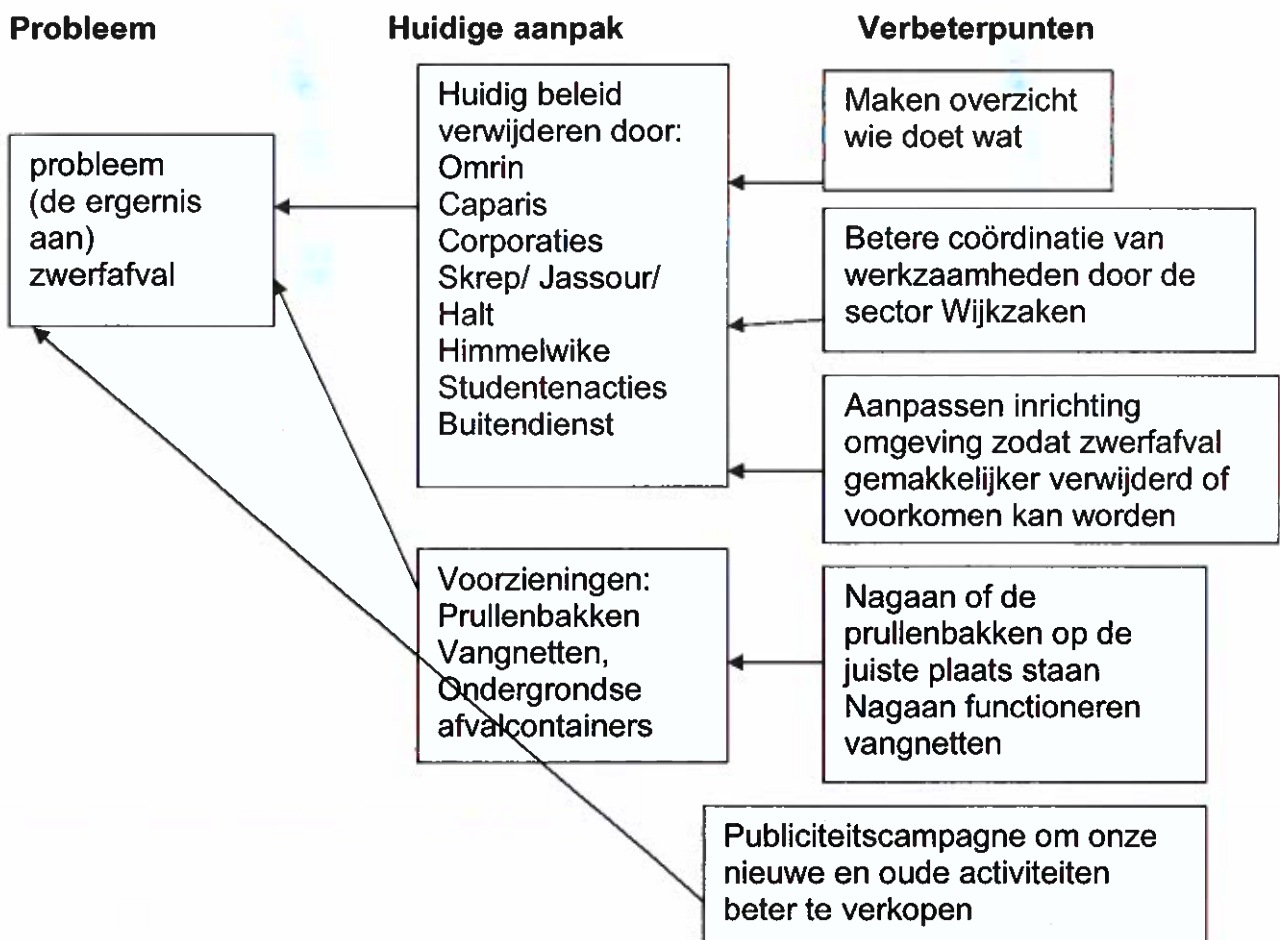 Probleem Huidige aanpak Verbeterpunten
probleem
(de ergernis
aan)
zwerfafval
Huidig beleid
verwijderen door:
Omrin
Caparis
Corporaties
Skrep/ Jassour/
Halt
Himmelwike
Studentenacties
Buitendienst
Voorzieningen:
Prullenbakken
Vangnetten,
Ondergrondse
afvalcontainers
Maken overzicht
wie doet wat
Betere coördinatie van
werkzaamheden door de
sector Wijkzaken
Aanpassen inrichting
omgeving zodat zwerfafval
gemakkelijker verwijderd of
voorkomen kan worden
Nagaan of de
prullenbakken op de
juiste plaats staan
Nagaan functioneren
vangnetten
Publiciteitscampagne om onze
nieuwe en oude activiteiten
beter te verkopen